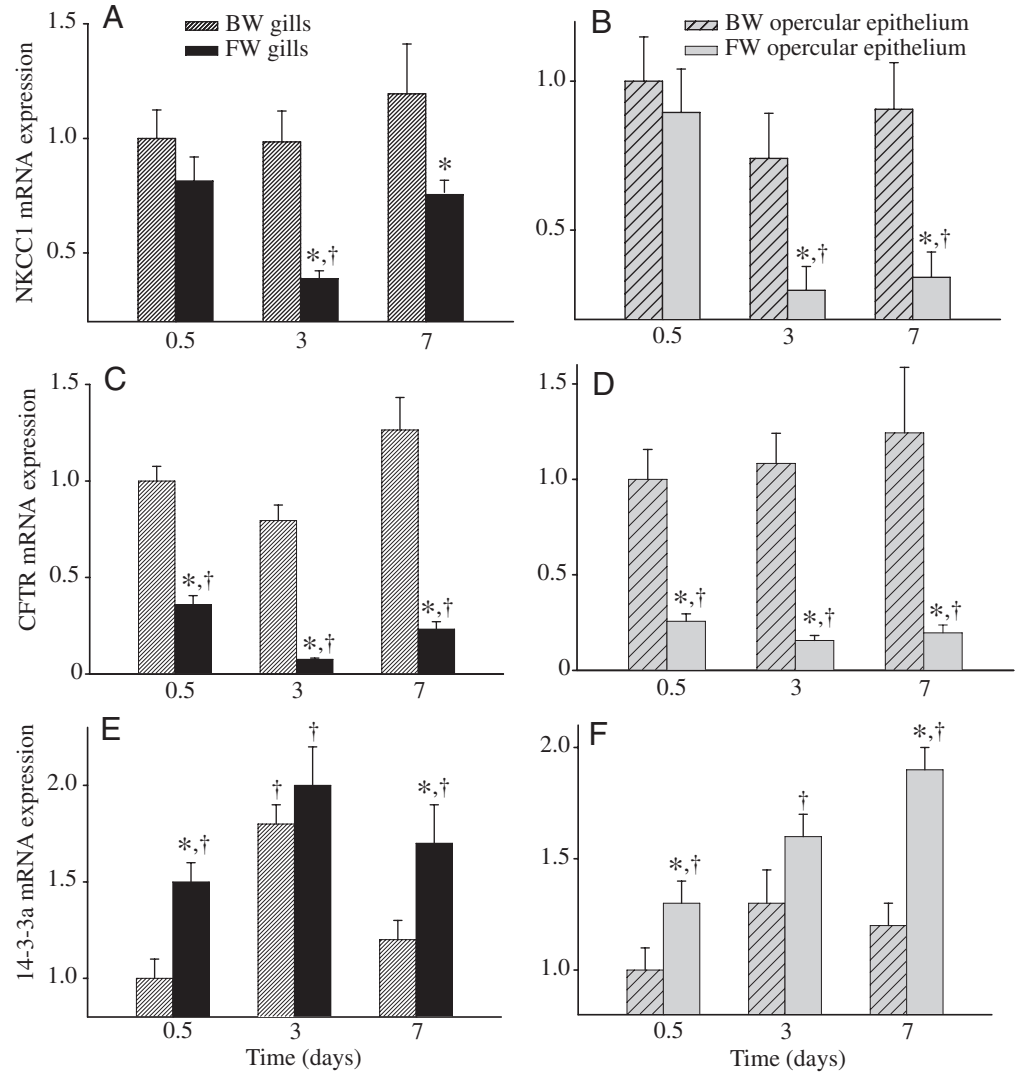 A
BW gills
FW gills
NKCC1 mRNA expression
1.5
1.0
0.5
*
*,†
0.5 3 7
B
BW opercular epithelium
FW opercular epithelium
1.0
0.5
*,†
*,†
0.5 3 7
C
CFTR mRNA expression
1.5
1.0
0.5
0
*,†
*,†
*,†
0.5 3 7
D
1.5
1.0
0.5
0
*,†
*,†
*,†
0.5 3 7
E
14-3-3a mRNA expression
2.0
1.5
1.0
*,†
†
†
*,†
0.5 3 7
Time (days)
F
2.0
1.5
1.0
*,†
†
*,†
0.5 3 7
Time (days)